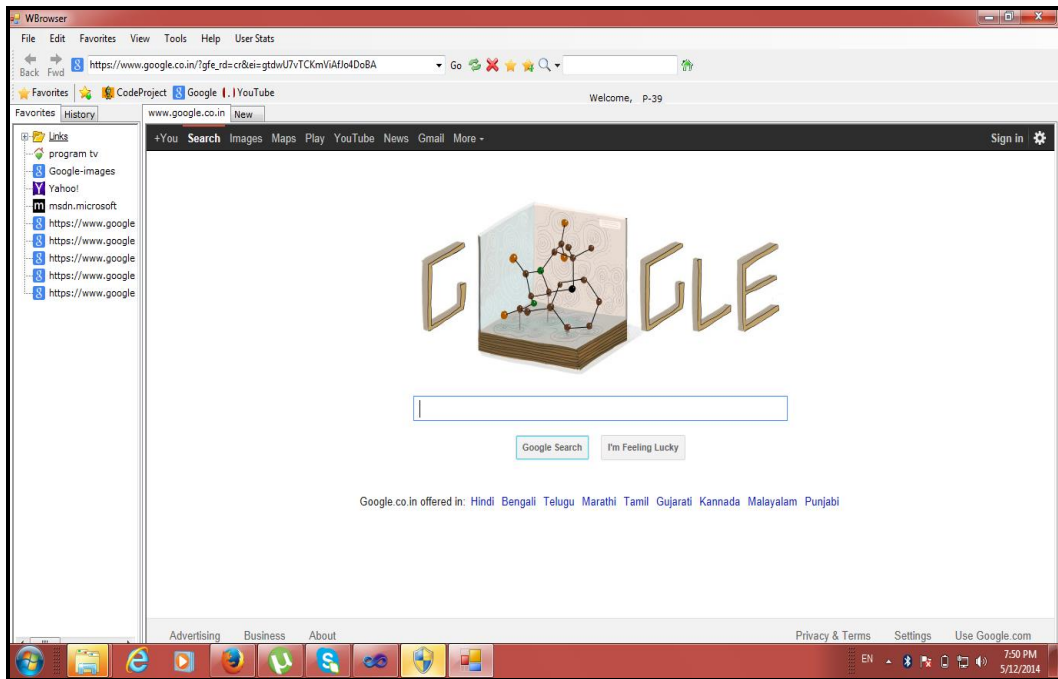 WBrowser
File Edit Favorites View Tools Help User Stats
Back Fwd https://www.google.co.in/?gfe_rd=cr&ei=gtdwU7vTCKmViAfJo4DoBA Go
Favorites CodeProject Google YouTube Welcome, P-39
Favorites History www.google.co.in New
+You Search Images Maps Play YouTube News Gmail More Sign in
Links
program tv
Google-images
Yahoo!
msdn.microsoft
https://www.google
https://www.google
https://www.google
https://www.google
https://www.google
G GLE
Google Search I'm Feeling Lucky
Google.co.in offered in: Hindi Bengali Telugu Marathi Tamil Gujarati Kannada Malayalam Punjabi
Advertising Business About Privacy & Terms Settings Use Google.com
EN 7:50 PM
5/12/2014